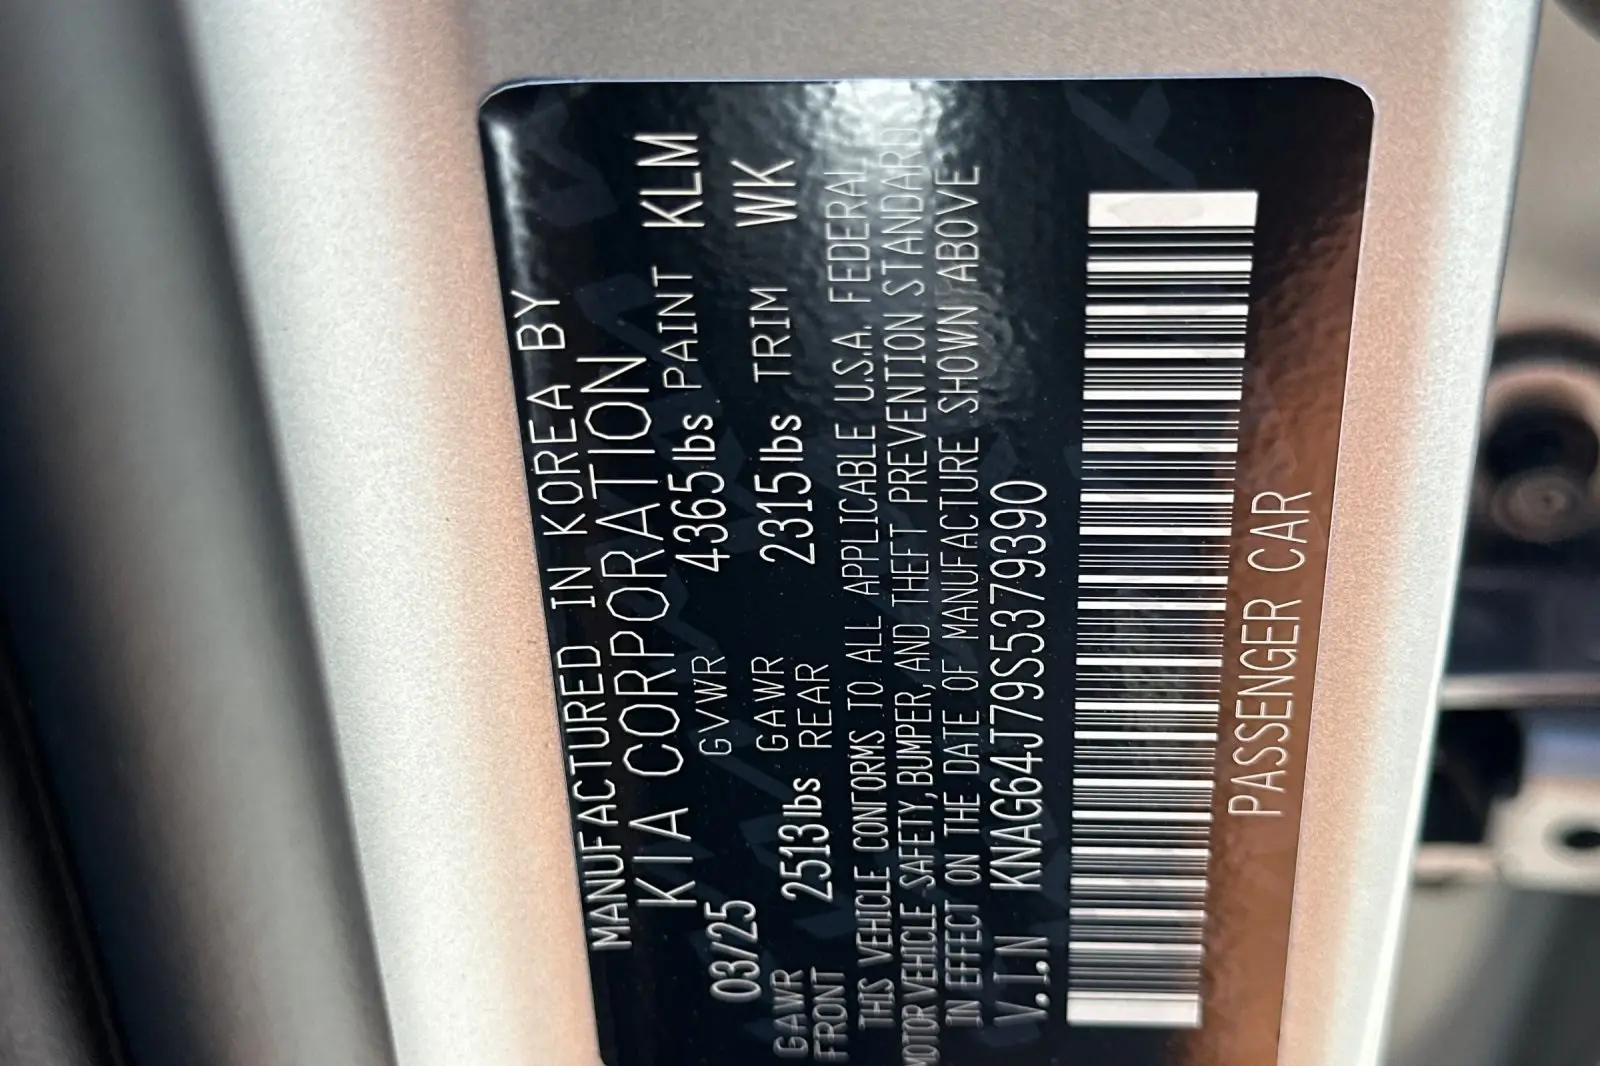 MANUFACTURED IN KOREA BY
KIA CORPORATION
03/25 GVWR 4365lbs PAINT KLM
GAWR FRONT 2513lbs GAWR REAR 2315lbs TRIM WK
THIS VEHICLE CONFORMS TO ALL APPLICABLE U.S.A. FEDERAL
MOTOR VEHICLE SAFETY, BUMPER, AND THEFT PREVENTION STANDARD
IN EFFECT ON THE DATE OF MANUFACTURE SHOWN ABOVE
V.I.N KNAG64J79S5379390
PASSENGER CAR